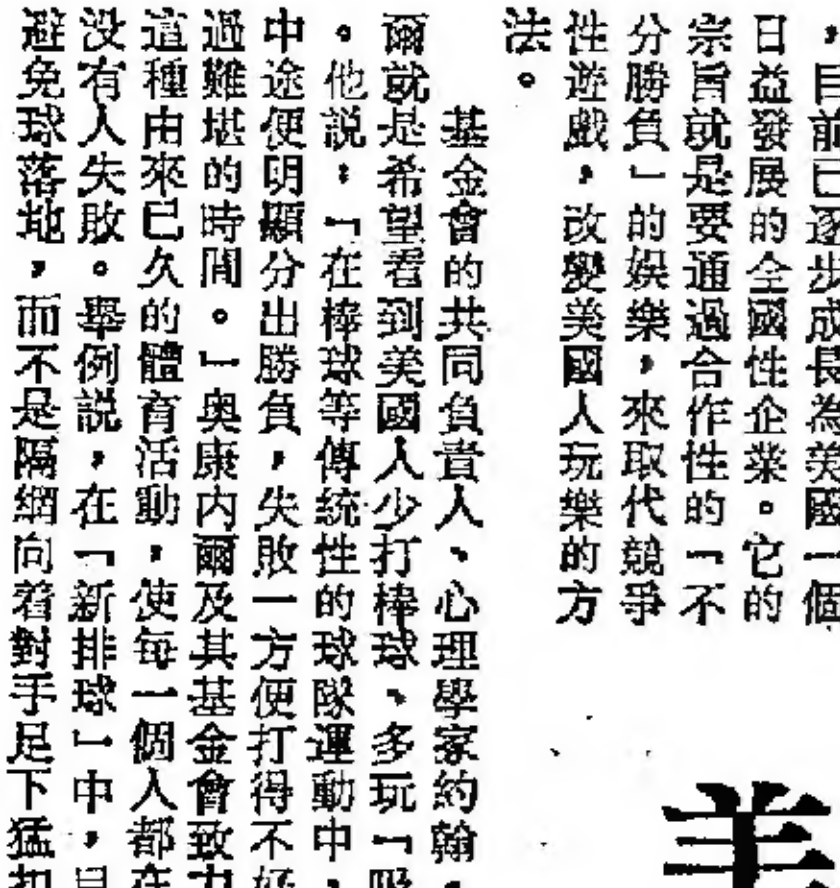 ，目前已逐步成長為美國一個
日益發展的全國性企業。它的
宗旨就是要通過合作性的「不
分勝負」的娛樂，來取代競爭
性遊戲，改變美國人玩樂的方
法。
基金會的共同負責人、心理學家約翰·
爾就是希望看到美國人少打棒球、多玩「
。他説：「在棒球等傳統性的球隊運動中，
中途便明顯分出勝負，失敗一方便打得不好
過難堪的時間。」奧康内爾及其基金會致力
這種由來已久的體育活動，使每一個人都在
没有人失敗。舉例説，在「新排球」中，目
避免球落地，而不是隔網向着對手足下猛扣